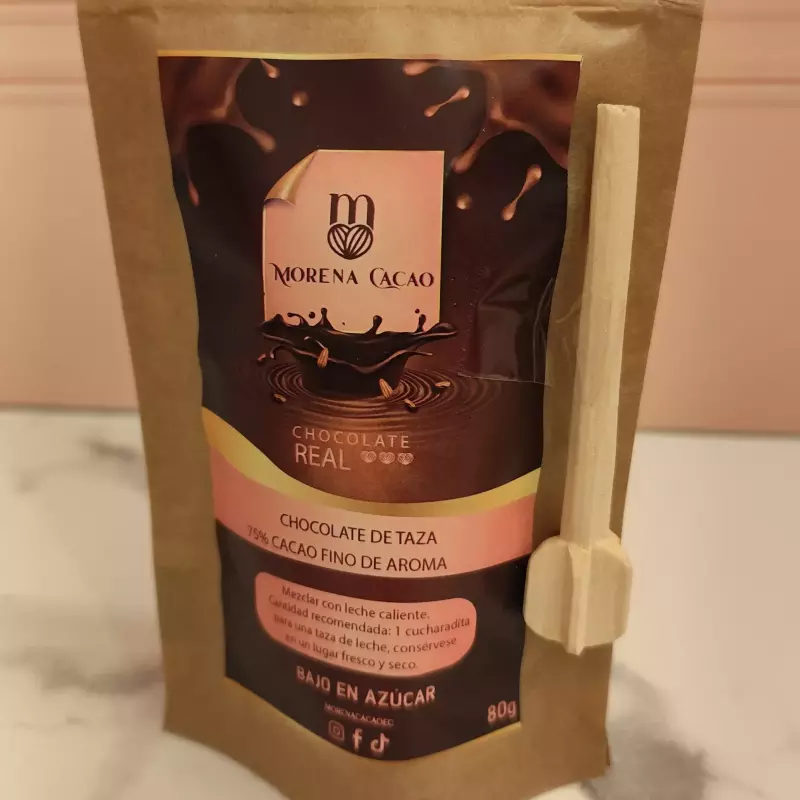 m
MORENA CACAO
CHOCOLATE
REAL
CHOCOLATE DE TAZA
75% CACAO FINO DE AROMA
Mezclar con leche caliente.
Cantidad recomendada: 1 cucharadita
para una taza de leche, consérvese
en un lugar fresco y seco.
BAJO EN AZÚCAR
80g
MORENACACAOEC